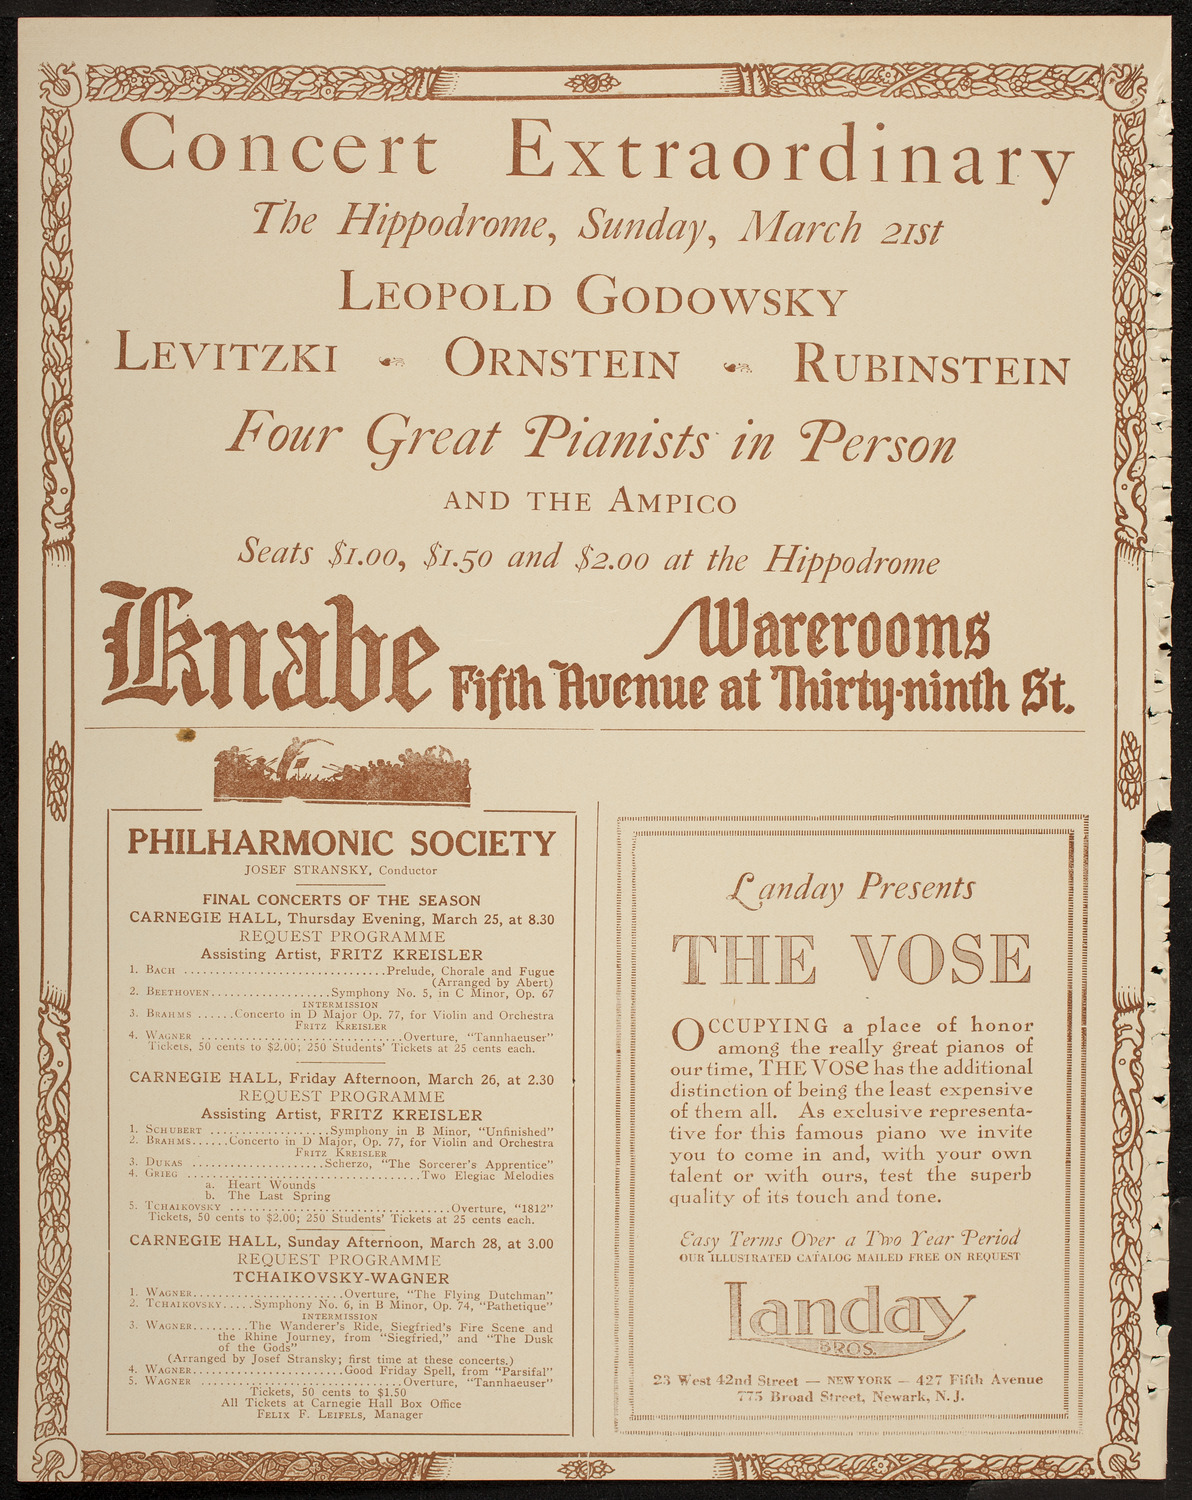 Concert Extraordinary
The Hippodrome, Sunday, March 21st
LEOPOLD GODOWSKY
LEVITZKI ORNSTEIN RUBINSTEIN
Four Great Pianists in Person
AND THE AMPICO
Seats $1.00, $1.50 and $2.00 at the Hippodrome
Knabe Warerooms
Fifth Avenue at Thirty-ninth St.
PHILHARMONIC SOCIETY
JOSEF STRANSKY, Conductor
FINAL CONCERTS OF THE SEASON
CARNEGIE HALL, Thursday Evening, March 25, at 8.30
REQUEST PROGRAMME
Assisting Artist, FRITZ KREISLER
1. BACH ................................Prelude, Chorale and Fugue
(Arranged by Abert)
2. BEETHOVEN...................Symphony No. 5, in C Minor, Op. 67
INTERMISSION
3. BRAHMS ......Concerto in D Major Op. 77, for Violin and Orchestra
FRITZ KREISLER
4. WAGNER ................................Overture, "Tannhaeuser"
Tickets, 50 cents to $2.00; 250 Students' Tickets at 25 cents each.
CARNEGIE HALL, Friday Afternoon, March 26, at 2.30
REQUEST PROGRAMME
Assisting Artist, FRITZ KREISLER
1. SCHUBERT ...................Symphony in B Minor, "Unfinished"
2. BRAHMS......Concerto in D Major, Op. 77, for Violin and Orchestra
FRITZ KREISLER
3. DUKAS .....................Scherzo, "The Sorcerer's Apprentice"
4. GRIEG .....................................Two Elegiac Melodies
a. Heart Wounds
b. The Last Spring
5. TCHAIKOVSKY ...................................Overture, "1812"
Tickets, 50 cents to $2.00; 250 Students' Tickets at 25 cents each.
CARNEGIE HALL, Sunday Afternoon, March 28, at 3.00
REQUEST PROGRAMME
TCHAIKOVSKY-WAGNER
1. WAGNER........................Overture, "The Flying Dutchman"
2. TCHAIKOVSKY.....Symphony No. 6, in B Minor, Op. 74, "Pathetique"
INTERMISSION
3. WAGNER.........The Wanderer's Ride, Siegfried's Fire Scene and
the Rhine Journey, from "Siegfried," and "The Dusk
of the Gods"
(Arranged by Josef Stransky; first time at these concerts.)
4. WAGNER........................Good Friday Spell, from "Parsifal"
5. WAGNER ................................Overture, "Tannhaeuser"
Tickets, 50 cents to $1.50
All Tickets at Carnegie Hall Box Office
FELIX F. LEIFELS, Manager
Landay Presents
THE VOSE
OCCUPYING a place of honor
among the really great pianos of
our time, THE VOSE has the additional
distinction of being the least expensive
of them all. As exclusive representa-
tive for this famous piano we invite
you to come in and, with your own
talent or with ours, test the superb
quality of its touch and tone.
Easy Terms Over a Two Year Period
OUR ILLUSTRATED CATALOG MAILED FREE ON REQUEST
Landay
BROS.
23 West 42nd Street — NEW YORK — 427 Fifth Avenue
775 Broad Street, Newark, N. J.